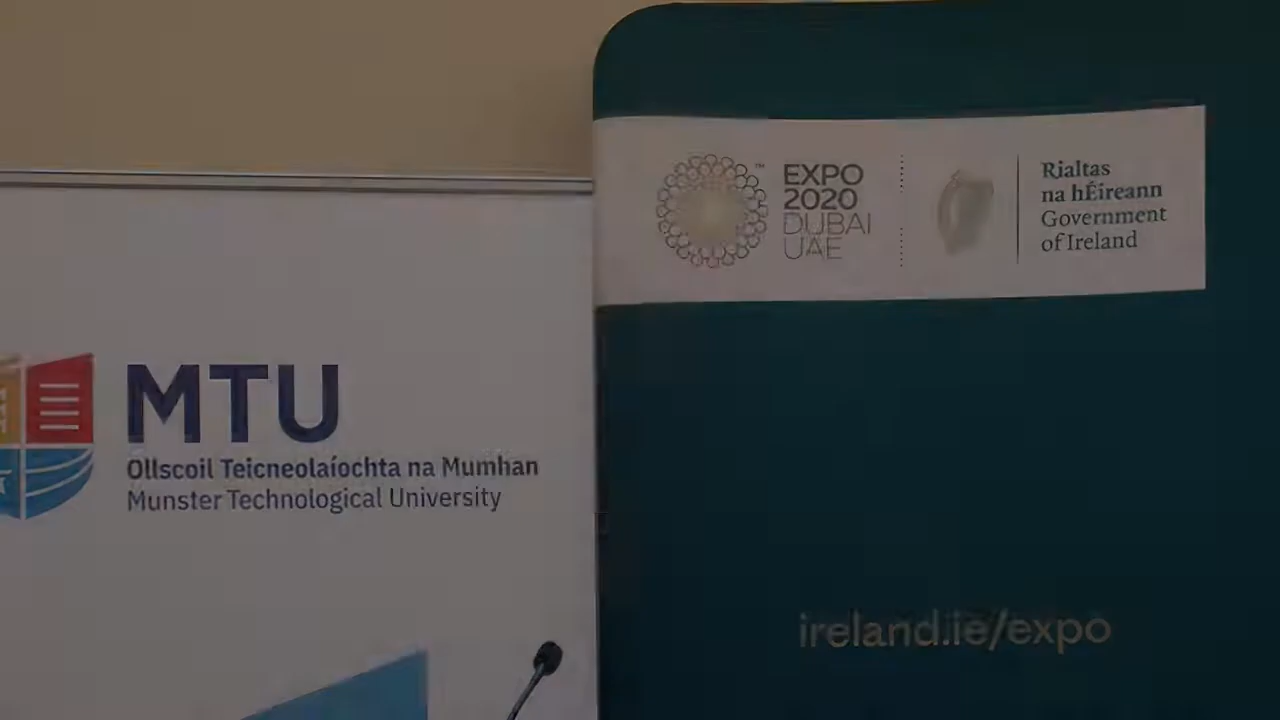 MTU
Ollscoil Teicneolaíochta na Mumhan
Munster Technological University
EXPO
2020
DUBAI
UAE
™
Rialtas
na hÉireann
Government
of Ireland
ireland.ie/expo